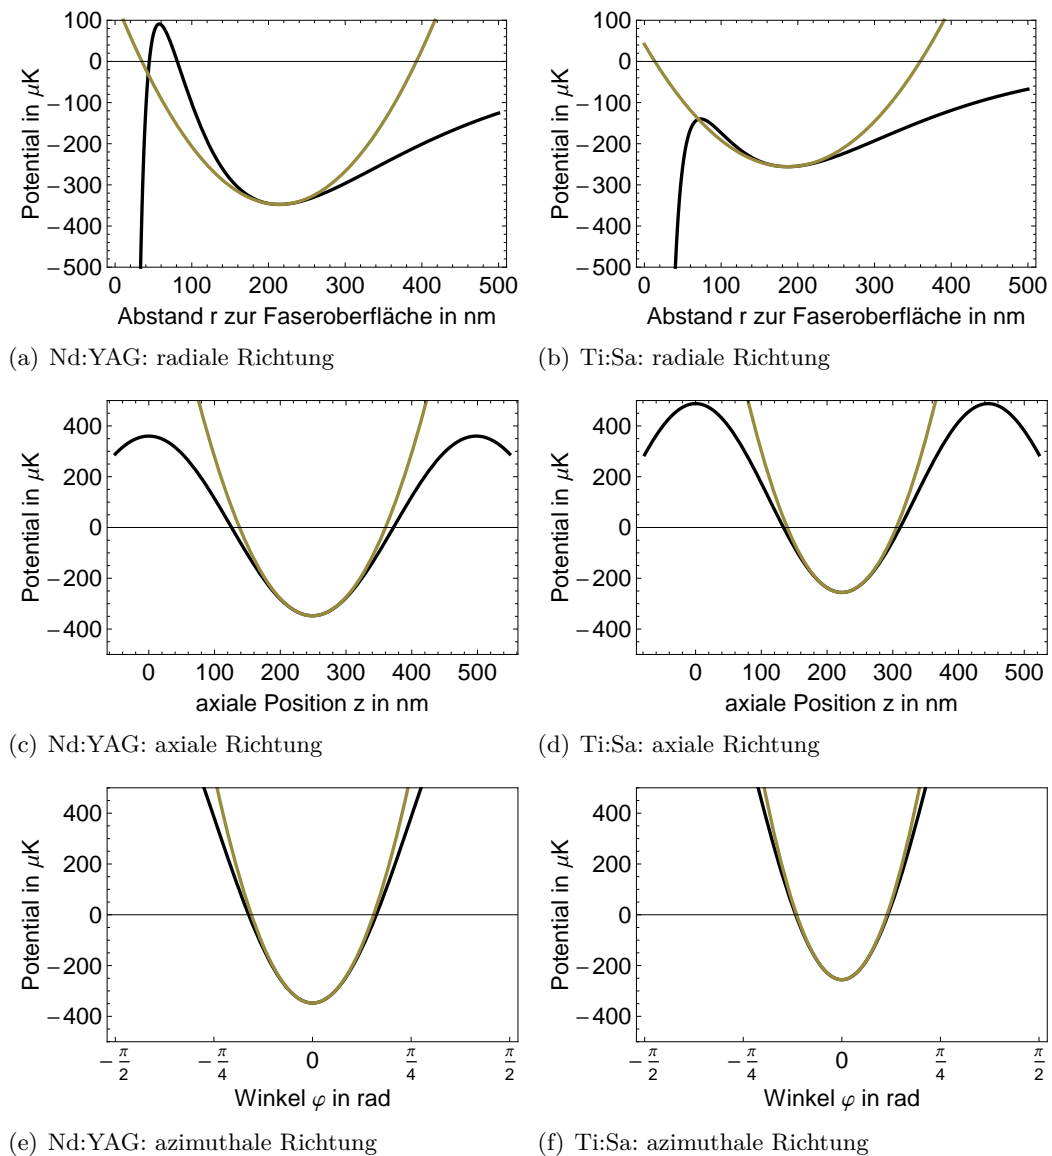 100
0
−100
−200
−300
−400
−500
Potential in μK
0 100 200 300 400 500
Abstand r zur Faseroberfläche in nm
(a) Nd:YAG: radiale Richtung
100
0
−100
−200
−300
−400
−500
Potential in μK
0 100 200 300 400 500
Abstand r zur Faseroberfläche in nm
(b) Ti:Sa: radiale Richtung
400
200
0
−200
−400
Potential in μK
0 100 200 300 400 500
axiale Position z in nm
(c) Nd:YAG: axiale Richtung
400
200
0
−200
−400
Potential in μK
0 100 200 300 400 500
axiale Position z in nm
(d) Ti:Sa: axiale Richtung
400
200
0
−200
−400
Potential in μK
−π/2 −π/4 0 π/4 π/2
Winkel φ in rad
(e) Nd:YAG: azimuthale Richtung
400
200
0
−200
−400
Potential in μK
−π/2 −π/4 0 π/4 π/2
Winkel φ in rad
(f) Ti:Sa: azimuthale Richtung